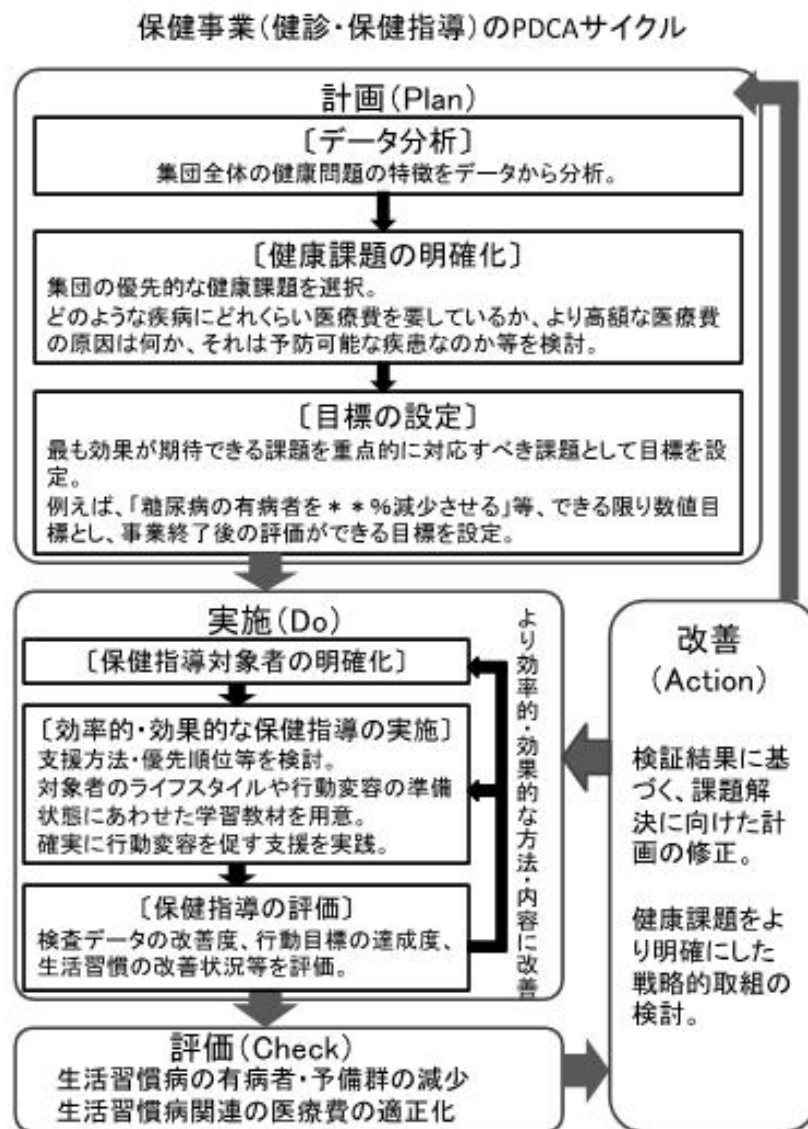 保健事業(健診・保健指導)のPDCAサイクル
計画(Plan)
〔データ分析〕
集団全体の健康問題の特徴をデータから分析。
〔健康課題の明確化〕
集団の優先的な健康課題を選択。
どのような疾病にどれくらい医療費を要しているか、より高額な医療費
の原因は何か、それは予防可能な疾患なのか等を検討。
〔目標の設定〕
最も効果が期待できる課題を重点的に対応すべき課題として目標を設
定。
例えば、「糖尿病の有病者を＊＊％減少させる」等、できる限り数値目
標とし、事業終了後の評価ができる目標を設定。
実施(Do)
〔保健指導対象者の明確化〕
〔効率的・効果的な保健指導の実施〕
支援方法・優先順位等を検討。
対象者のライフスタイルや行動変容の準備
状態にあわせた学習教材を用意。
確実に行動変容を促す支援を実践。
〔保健指導の評価〕
検査データの改善度、行動目標の達成度、
生活習慣の改善状況等を評価。
より効率的・効果的な方法・内容に改善
評価(Check)
生活習慣病の有病者・予備群の減少
生活習慣病関連の医療費の適正化
改善
(Action)
検証結果に
基づく、課題解
決に向けた計
画の修正。
健康課題をよ
り明確にした
戦略的取組の
検討。